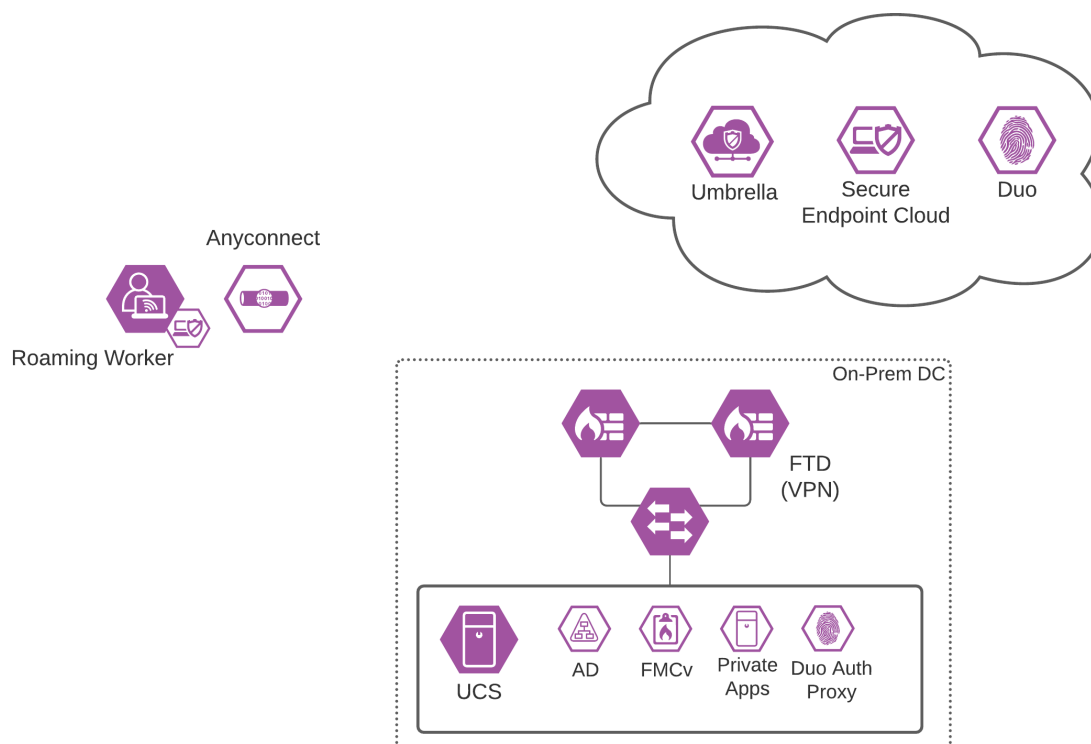 Umbrella
Secure
Endpoint Cloud
Duo
Anyconnect
Roaming Worker
On-Prem DC
FTD
(VPN)
UCS
AD
FMCv
Private
Apps
Duo Auth
Proxy